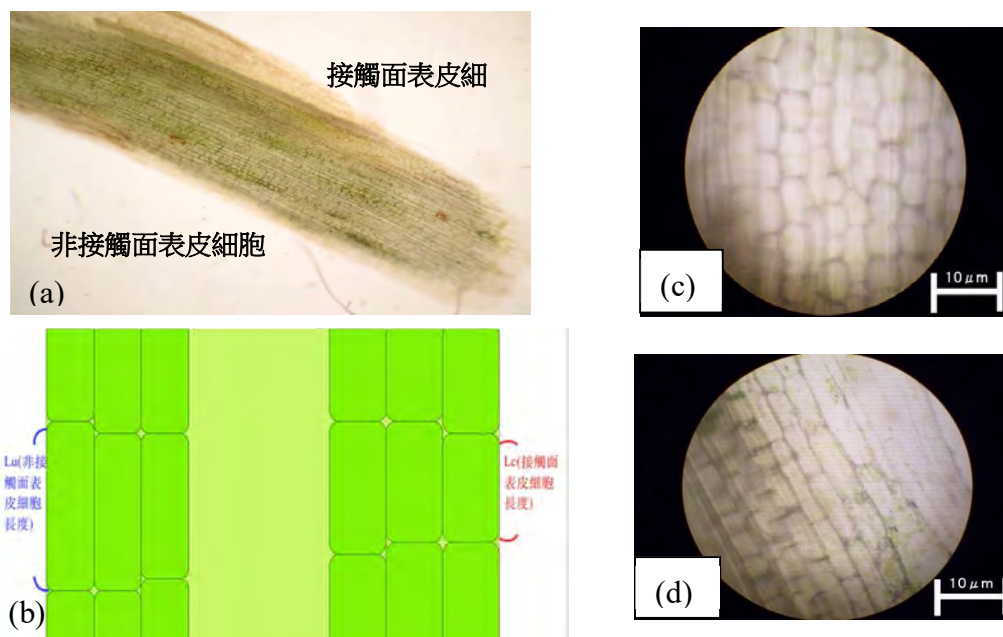 接觸面表皮細
非接觸面表皮細胞
(a)
Lu(非接
觸面表
皮細胞
長度)
Lc(接觸面
表皮細胞
長度)
(b)
(c)
10μm
(d)
10μm